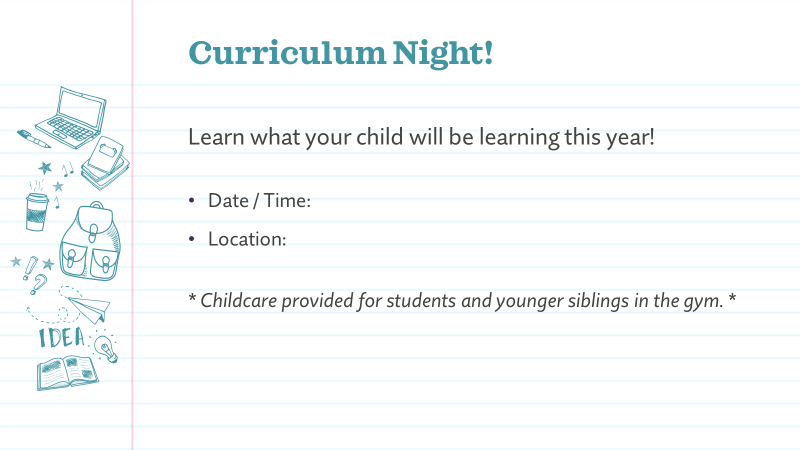 Curriculum Night!
Learn what your child will be learning this year!
• Date / Time:
• Location:
* Childcare provided for students and younger siblings in the gym. *
!?
IDEA